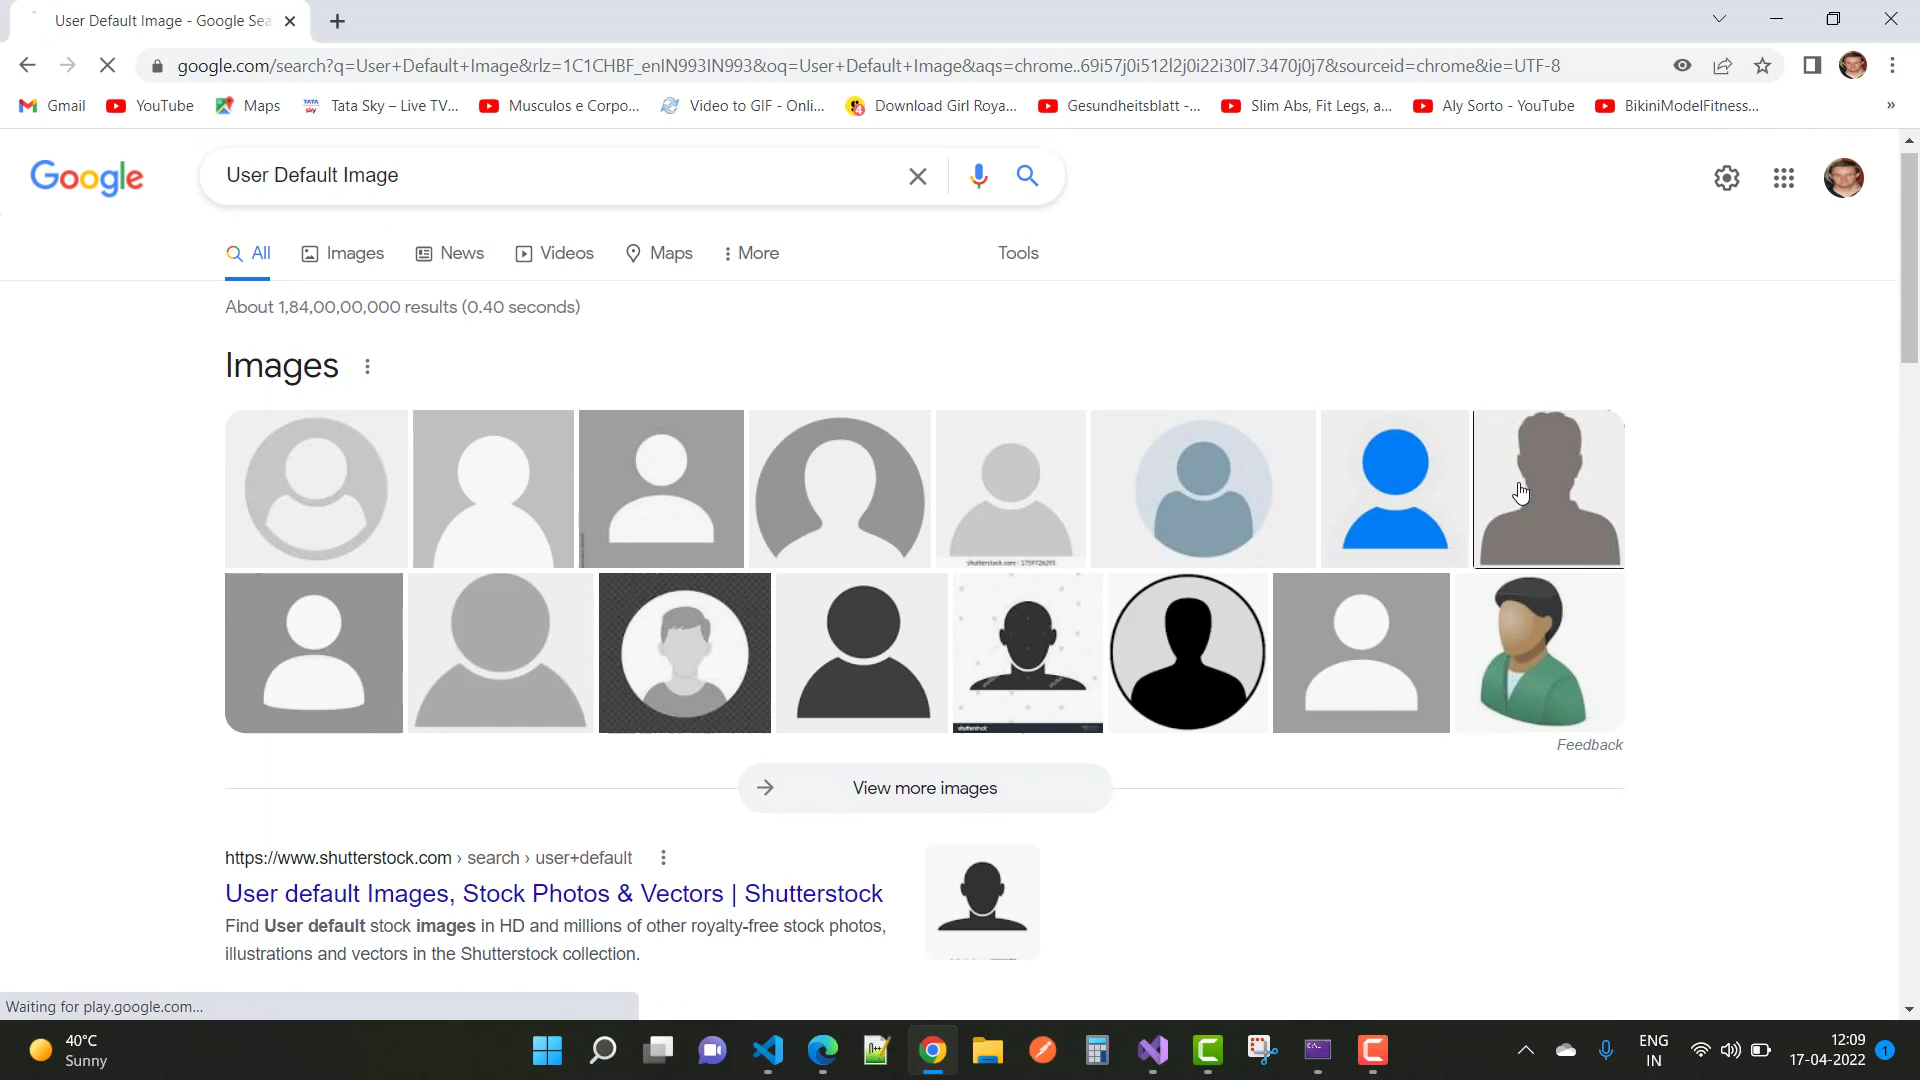 User Default Image - Google Sea
google.com/search?q=User+Default+Image&rlz=1C1CHBF_enIN993IN993&oq=User+Default+Image&aqs=chrome..69i57j0i512l2j0i22i30l7.3470j0j7&sourceid=chrome&ie=UTF-8
Gmail YouTube Maps Tata Sky – Live TV... Musculos e Corpo... Video to GIF - Onli... Download Girl Roya... Gesundheitsblatt -... Slim Abs, Fit Legs, a... Aly Sorto - YouTube BikiniModelFitness... »
Google
User Default Image
All Images News Videos Maps More Tools
About 1,84,00,00,000 results (0.40 seconds)
Images
shutterstock.com · 1759726295
shutterstock
Feedback
View more images
https://www.shutterstock.com › search › user+default
User default Images, Stock Photos & Vectors | Shutterstock
Find User default stock images in HD and millions of other royalty-free stock photos,
illustrations and vectors in the Shutterstock collection.
Waiting for play.google.com...
40°C
Sunny
ENG
IN
12:09
17-04-2022
1